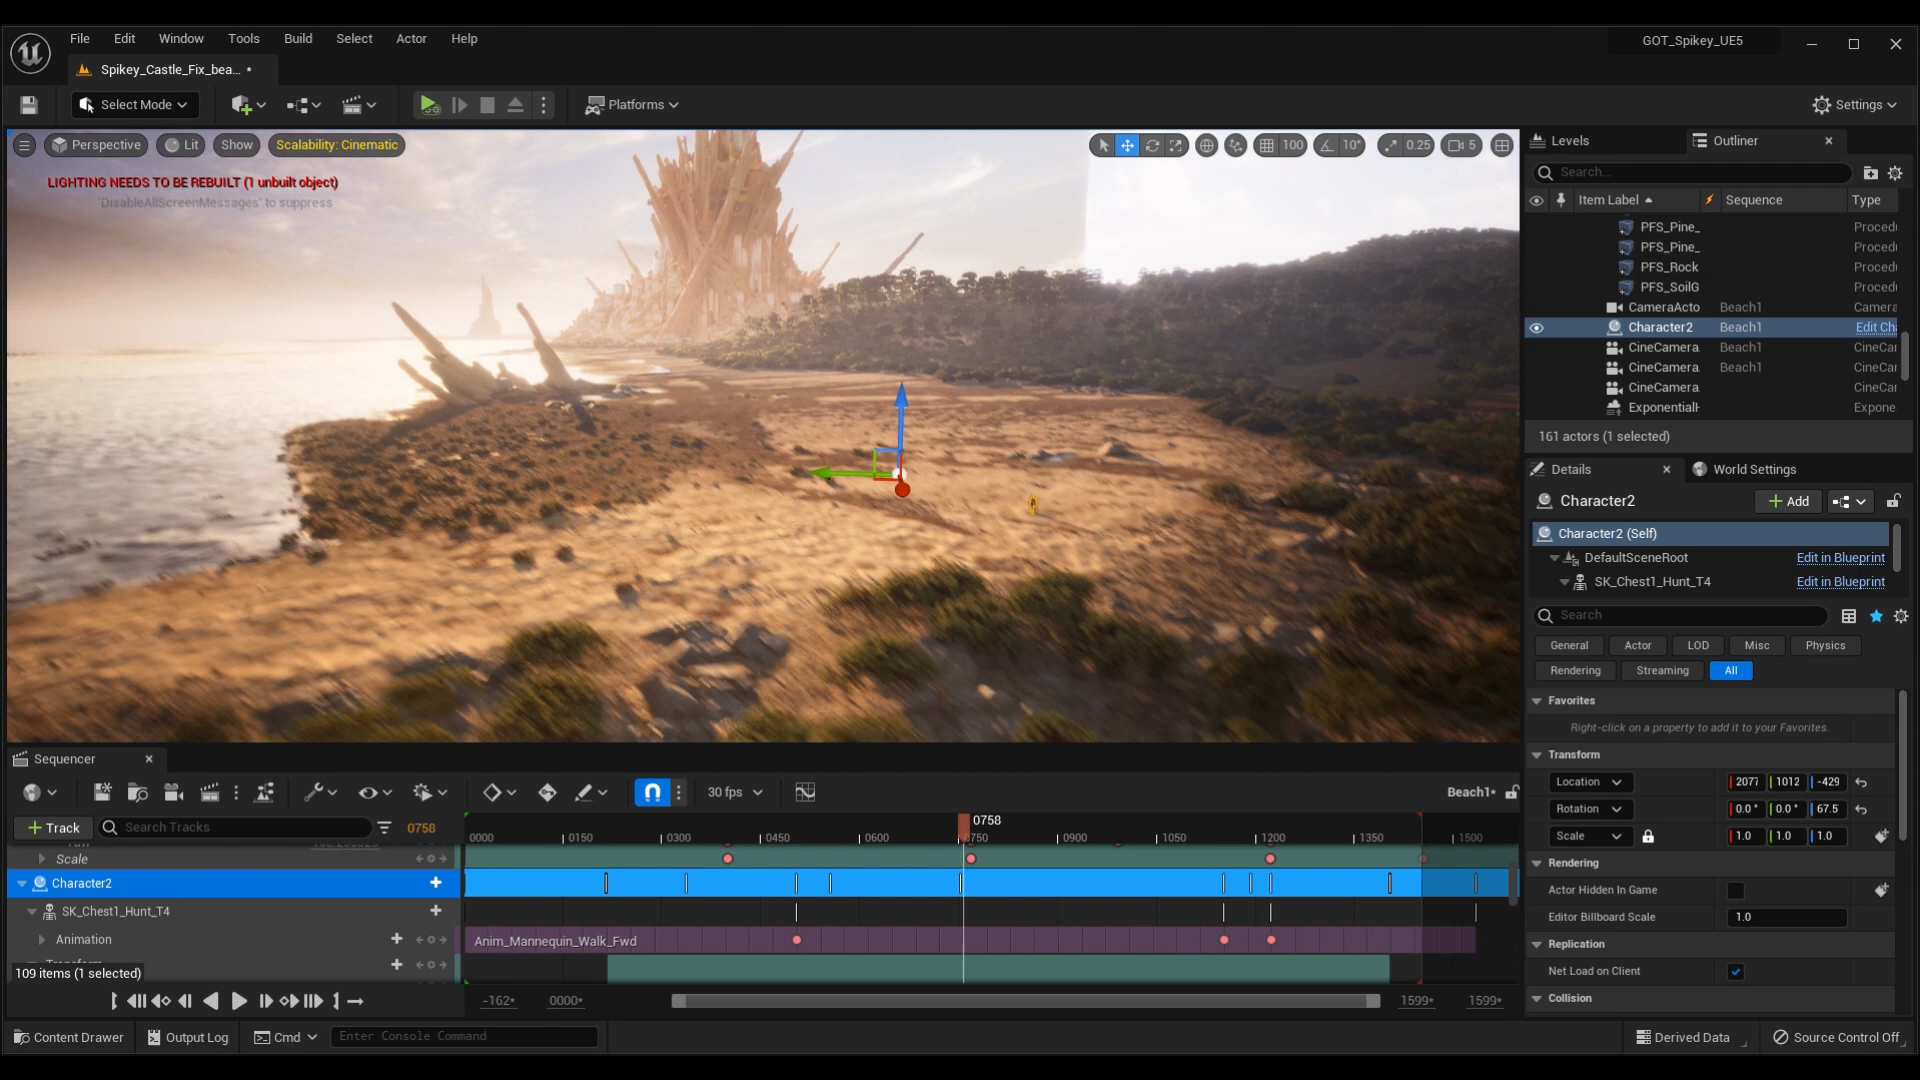 File Edit Window Tools Build Select Actor Help
GOT_Spikey_UE5
Spikey_Castle_Fix_bea... *
Select Mode
Platforms
Settings
Perspective Lit Show Scalability: Cinematic
100 10° 0.25 5
LIGHTING NEEDS TO BE REBUILT (1 unbuilt object)
'DisableAllScreenMessages' to suppress
Levels Outliner
Search...
Item Label Sequence Type
PFS_Pine_ Procedu
PFS_Pine_ Procedu
PFS_Rock Procedu
PFS_SoilG Procedu
CameraActo Beach1 Camera
Character2 Beach1 Edit Cha
CineCamera Beach1 CineCar
CineCamera Beach1 CineCar
CineCamera CineCar
ExponentialH Expone
161 actors (1 selected)
Details World Settings
Character2 Add
Character2 (Self)
DefaultSceneRoot Edit in Blueprint
SK_Chest1_Hunt_T4 Edit in Blueprint
Search
General Actor LOD Misc Physics
Rendering Streaming All
Favorites
Right-click on a property to add it to your Favorites.
Transform
Location 2077 1012 -429
Rotation 0.0 ° 0.0 ° 67.5
Scale 1.0 1.0 1.0
Rendering
Actor Hidden In Game
Editor Billboard Scale 1.0
Replication
Net Load on Client
Collision
Sequencer
30 fps
Beach1*
Track Search Tracks 0758
0758
0000 0150 0300 0450 0600 0750 0900 1050 1200 1350 1500
Scale
Character2
SK_Chest1_Hunt_T4
Animation
Anim_Mannequin_Walk_Fwd
109 items (1 selected)
-162* 0000* 1599* 1599*
Content Drawer Output Log Cmd Enter Console Command
Derived Data Source Control Off